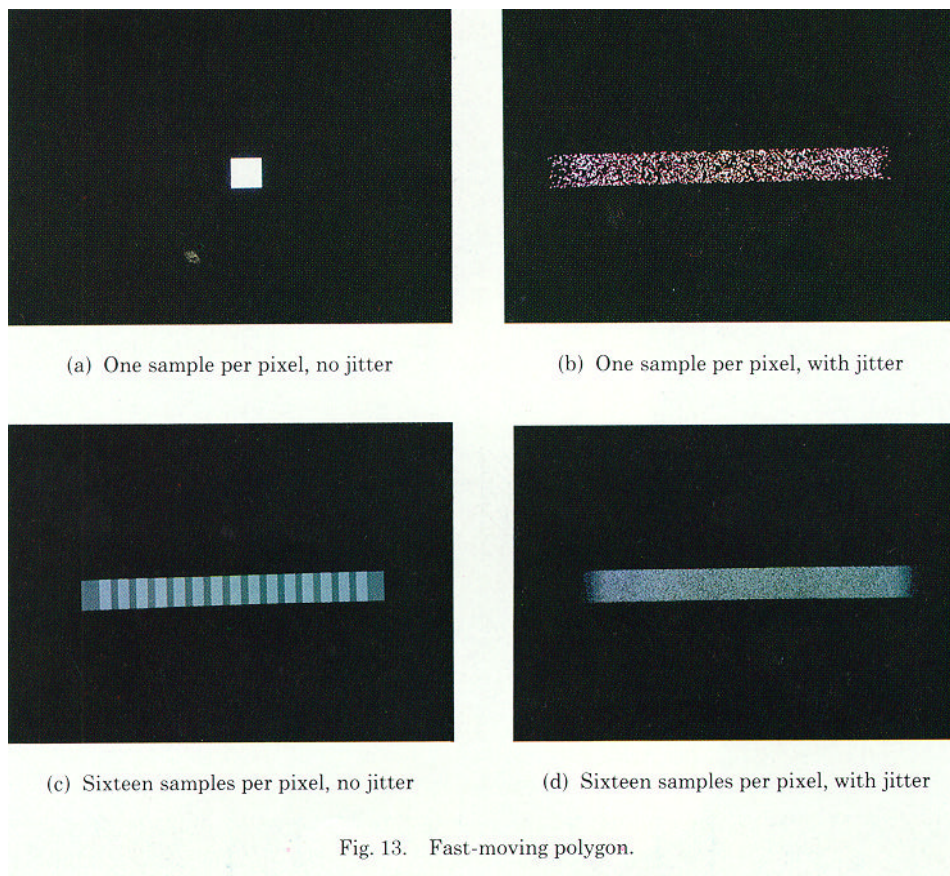 (a) One sample per pixel, no jitter
(b) One sample per pixel, with jitter
(c) Sixteen samples per pixel, no jitter
(d) Sixteen samples per pixel, with jitter
Fig. 13. Fast-moving polygon.